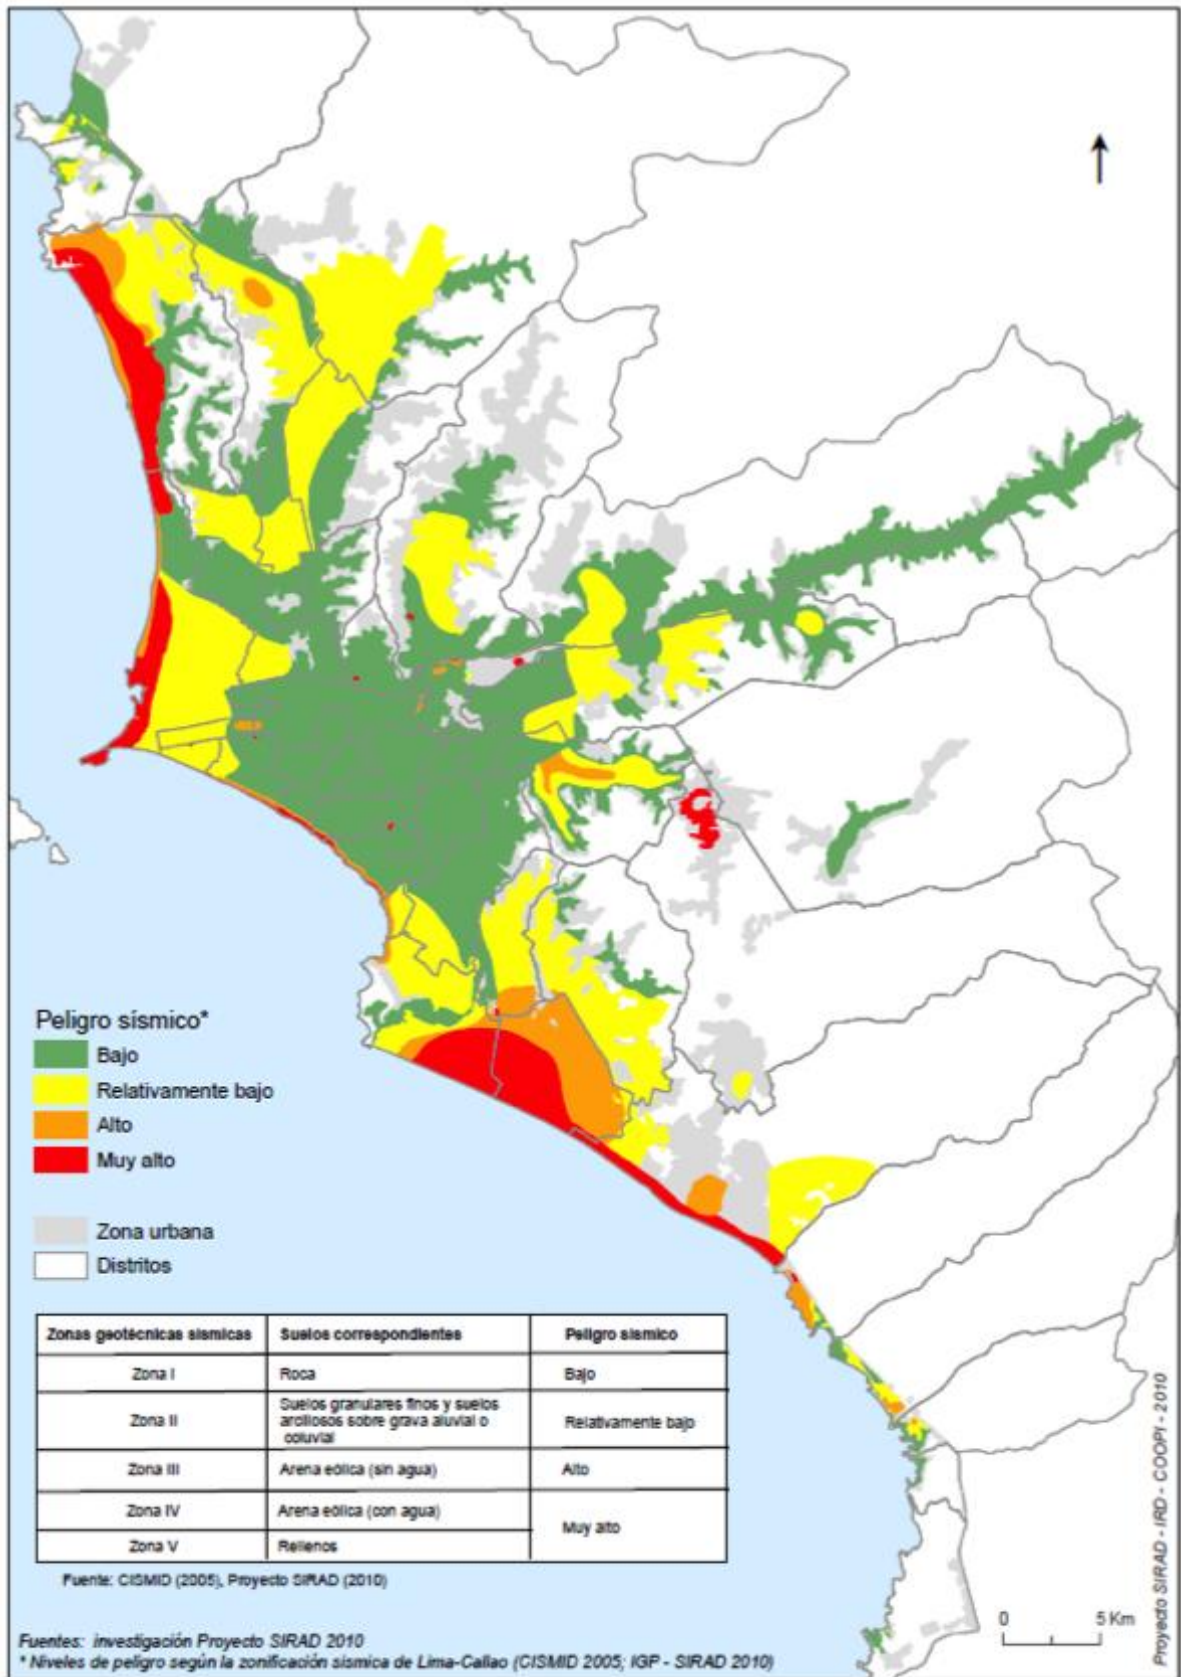 Peligro sísmico*
Bajo
Relativamente bajo
Alto
Muy alto
Zona urbana
Distritos
Zonas geotécnicas sísmicas Suelos correspondientes Peligro sísmico
Zona I Roca Bajo
Zona II Suelos granulares finos y suelos arcillosos sobre grava aluvial o coluvial Relativamente bajo
Zona III Arena eólica (sin agua) Alto
Zona IV Arena eólica (con agua) Muy alto
Zona V Rellenos
Fuente: CISMID (2005), Proyecto SIRAD (2010)
Fuentes: investigación Proyecto SIRAD 2010
* Niveles de peligro según la zonificación sísmica de Lima-Callao (CISMID 2005; IGP - SIRAD 2010)
0 5 Km
Proyecto SIRAD - IRD - COOPI - 2010